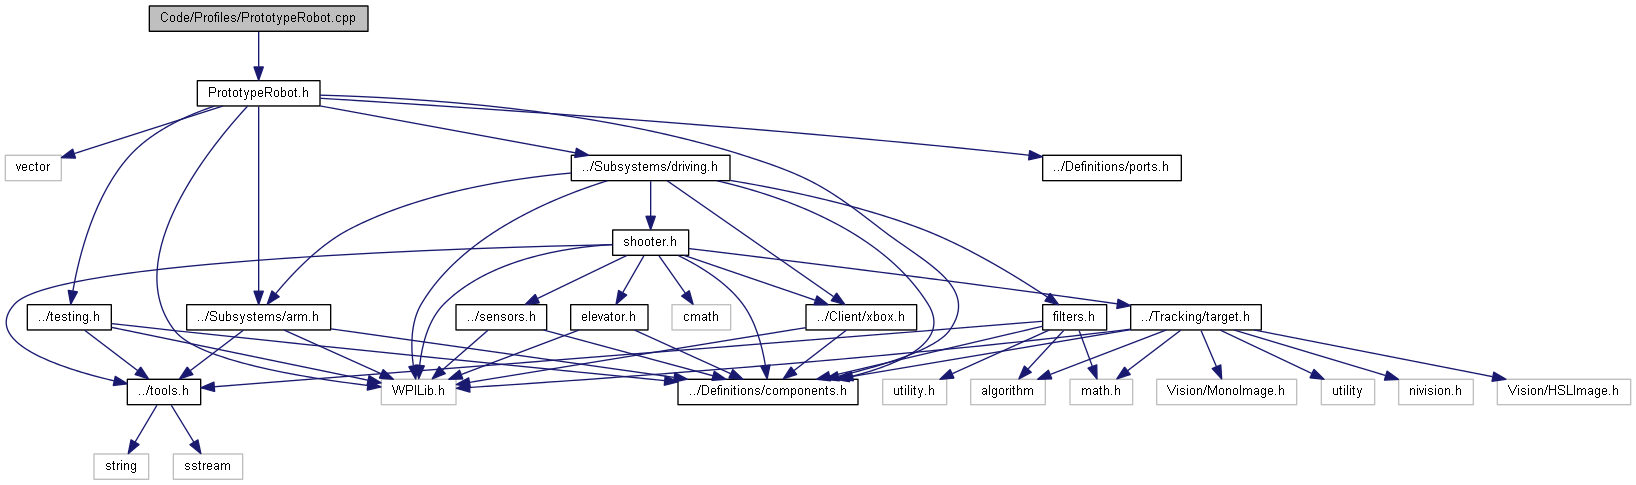 Code/Profiles/PrototypeRobot.cpp
PrototypeRobot.h
vector
../Subsystems/driving.h
../Definitions/ports.h
shooter.h
../testing.h
../Subsystems/arm.h
../sensors.h
elevator.h
cmath
../Client/xbox.h
filters.h
../Tracking/target.h
../tools.h
WPILib.h
../Definitions/components.h
utility.h
algorithm
math.h
Vision/MonoImage.h
utility
nivision.h
Vision/HSLImage.h
string
sstream